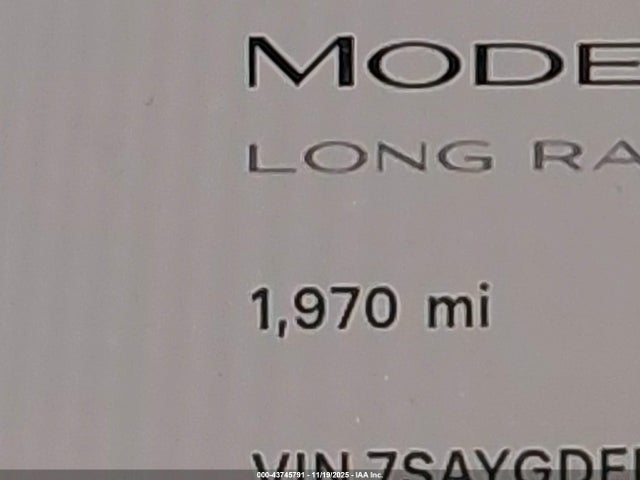 MODE
LONG RA
1,970 mi
VIN 7SAYGDE
000-43745791 - 11/19/2025 - IAA Inc.